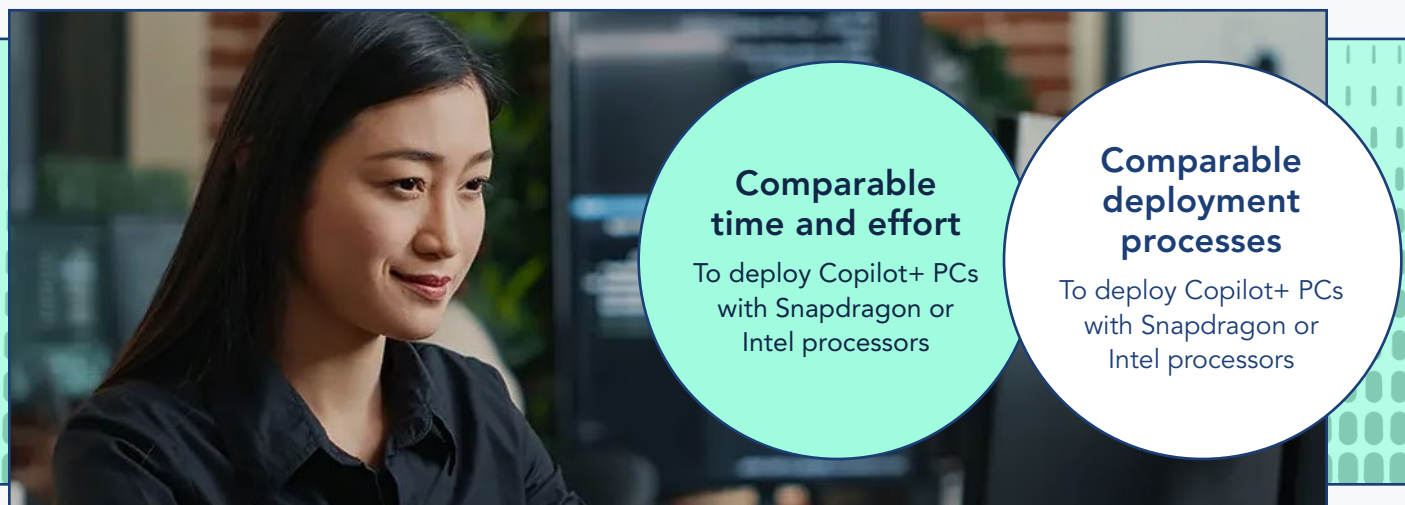 Comparable
time and effort
To deploy Copilot+ PCs
with Snapdragon or
Intel processors
Comparable
deployment
processes
To deploy Copilot+ PCs
with Snapdragon or
Intel processors